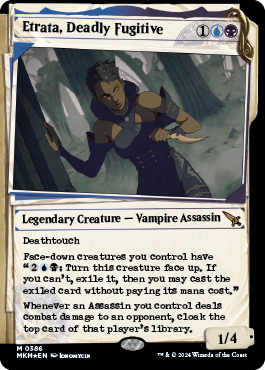 Etrata, Deadly Fugitive 1
Legendary Creature — Vampire Assassin
Deathtouch
Face-down creatures you control have
"2: Turn this creature face up. If
you can't, exile it, then you may cast the
exiled card without paying its mana cost."
Whenever an Assassin you control deals
combat damage to an opponent, cloak the
top card of that player's library.
1/4
M 0386
MKM•EN Ionomycin
™ & © 2024 Wizards of the Coast